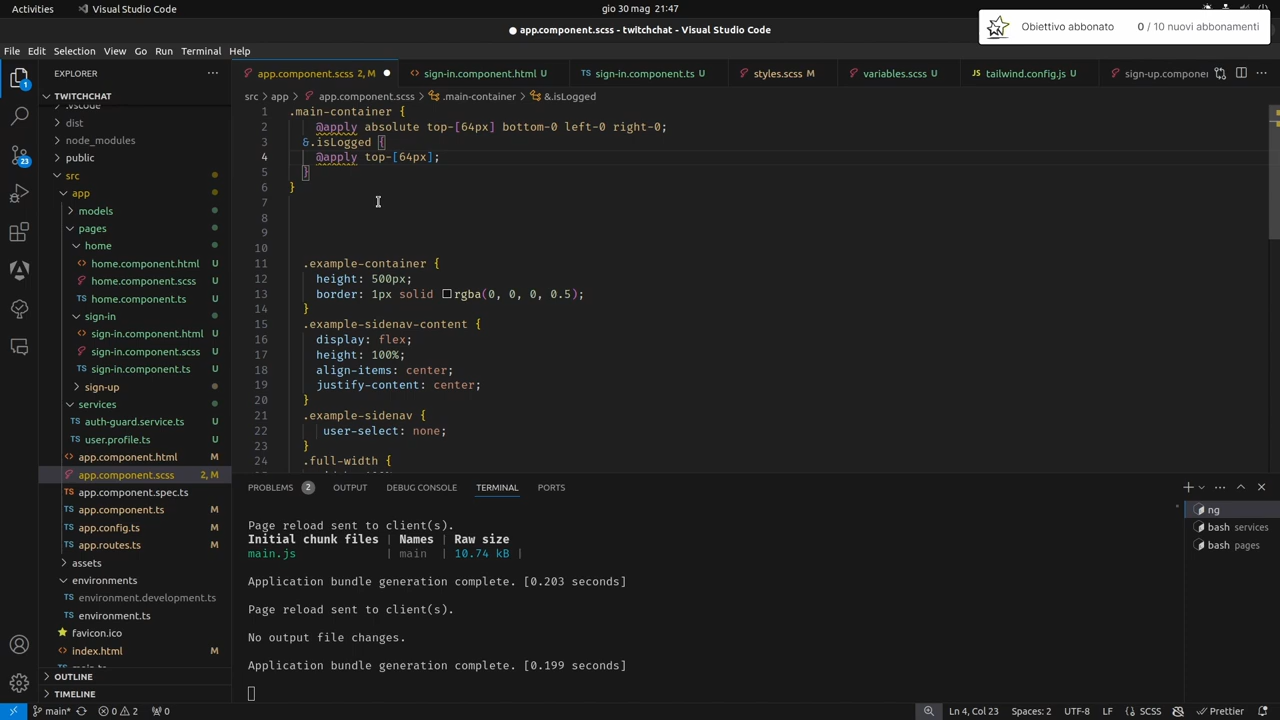 Activities
Visual Studio Code
gio 30 mag 21:47
● app.component.scss - twitchchat - Visual Studio Code
Obiettivo abbonato
0 / 10 nuovi abbonamenti
File Edit Selection View Go Run Terminal Help
EXPLORER
app.component.scss 2, M
sign-in.component.html U
sign-in.component.ts U
styles.scss M
variables.scss U
tailwind.config.js U
sign-up.compone
TWITCHCHAT
.vscode
dist
node_modules
public
src
app
models
pages
home
home.component.html U
home.component.scss U
home.component.ts U
sign-in
sign-in.component.html U
sign-in.component.scss U
sign-in.component.ts U
sign-up
services
auth-guard.service.ts U
user.profile.ts U
app.component.html M
app.component.scss 2, M
app.component.spec.ts
app.component.ts M
app.config.ts M
app.routes.ts M
assets
environments
environment.development.ts
environment.ts
favicon.ico
index.html M
OUTLINE
TIMELINE
1
23
src > app > app.component.scss > .main-container > &.isLogged
1 .main-container {
2 @apply absolute top-[64px] bottom-0 left-0 right-0;
3 &.isLogged {
4 @apply top-[64px];
5 }
6 }
7
8
9
10
11 .example-container {
12 height: 500px;
13 border: 1px solid rgba(0, 0, 0, 0.5);
14 }
15 .example-sidenav-content {
16 display: flex;
17 height: 100%;
18 align-items: center;
19 justify-content: center;
20 }
21 .example-sidenav {
22 user-select: none;
23 }
24 .full-width {
PROBLEMS 2 OUTPUT DEBUG CONSOLE TERMINAL PORTS
Page reload sent to client(s).
Initial chunk files | Names | Raw size
main.js | main | 10.74 kB |
Application bundle generation complete. [0.203 seconds]
Page reload sent to client(s).
No output file changes.
Application bundle generation complete. [0.199 seconds]
ng
bash services
bash pages
main* 0 2 0
Ln 4, Col 23 Spaces: 2 UTF-8 LF {} SCSS Prettier